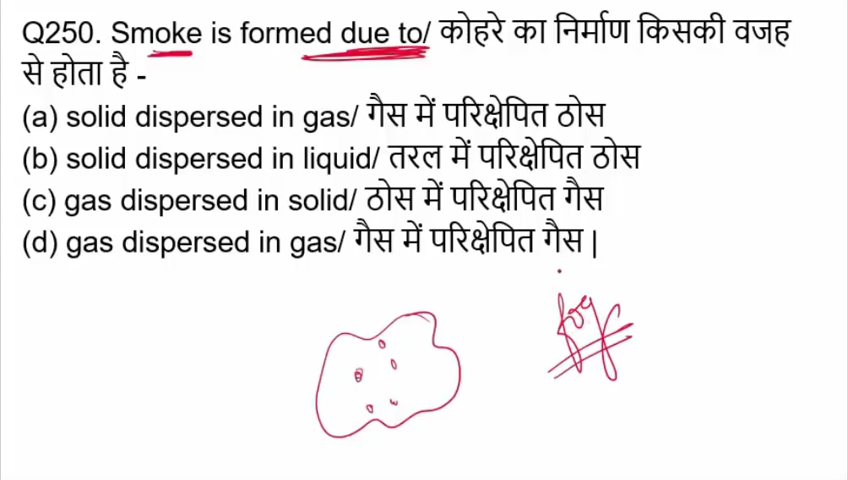 Q250. Smoke is formed due to/ कोहरे का निर्माण किसकी वजह
से होता है -
(a) solid dispersed in gas/ गैस में परिक्षेपित ठोस
(b) solid dispersed in liquid/ तरल में परिक्षेपित ठोस
(c) gas dispersed in solid/ ठोस में परिक्षेपित गैस
(d) gas dispersed in gas/ गैस में परिक्षेपित गैस |
fog